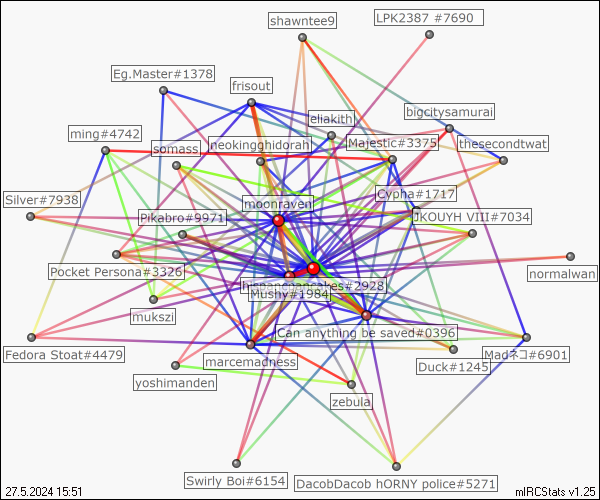 shawntee9
LPK2387 #7690
Eg.Master#1378
frisout
bigcitysamurai
eliakith
ming#4742
somass
neokingghidorah
Majestic#3375
thesecondtwat
Silver#7938
moonraven
Cypha#1717
Pikabro#9971
JKOUYH VIII#7034
Pocket Persona#3326
normalwan
hispanicpancakes#2928
Mushy#1984
mukszi
Can anything be saved#0396
Fedora Stoat#4479
marcemadness
Duck#1245
Madネコ#6901
yoshimanden
zebula
Swirly Boi#6154
DacobDacob hORNY police#5271
27.5.2024 15:51
mIRCStats v1.25